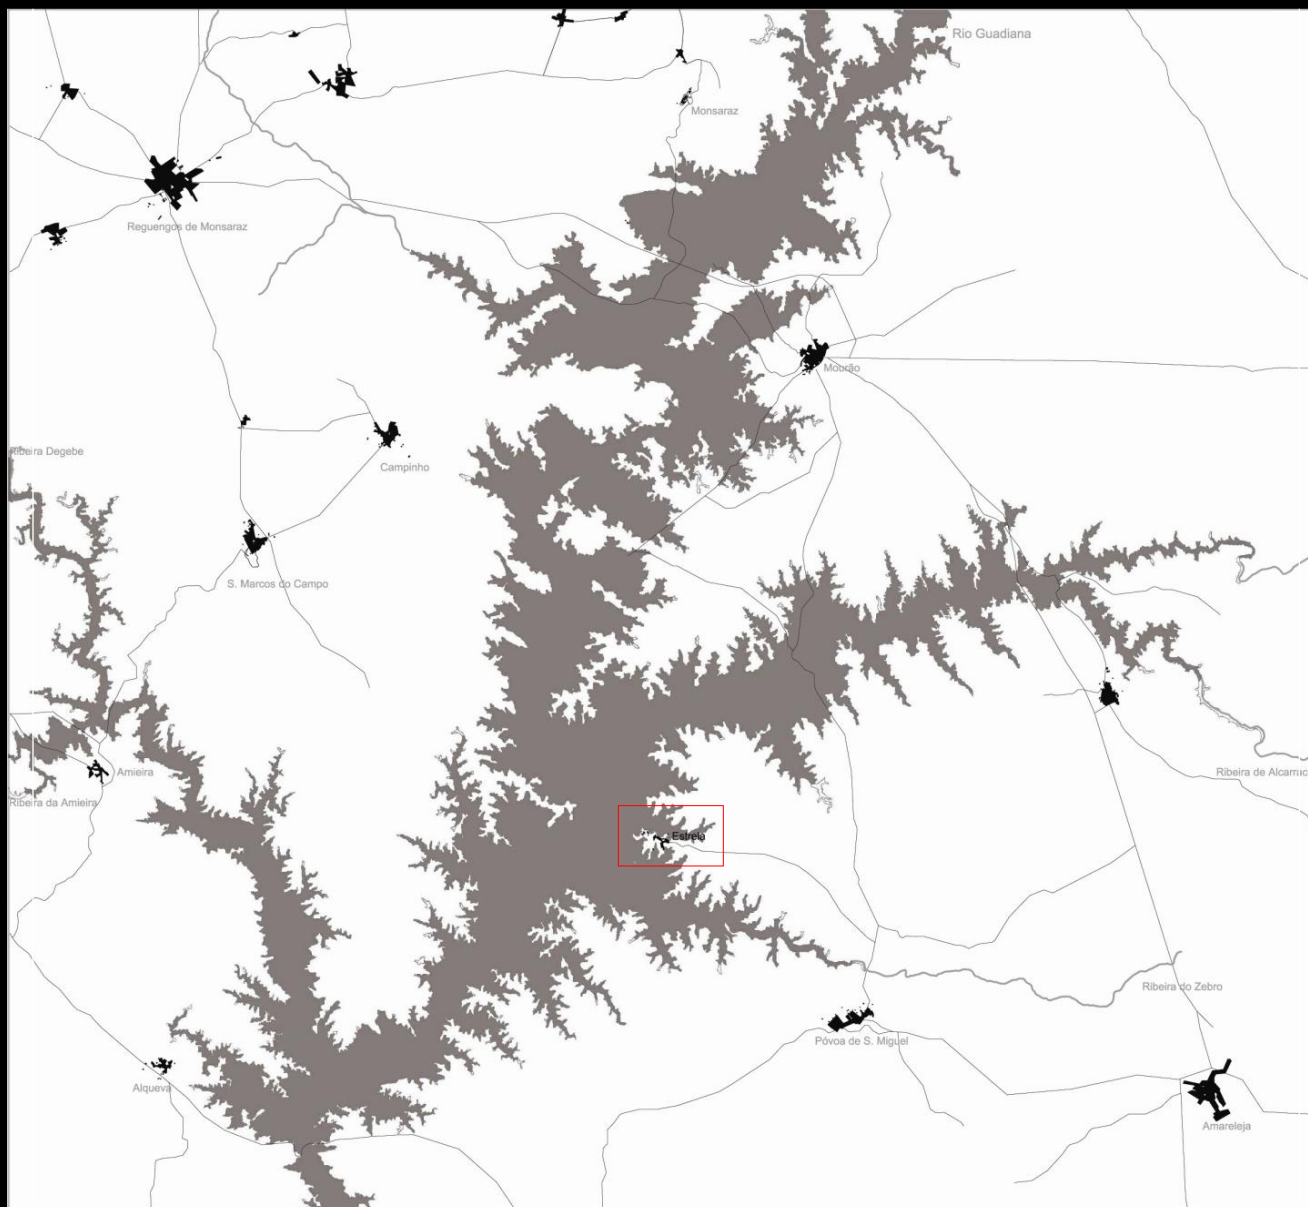 Rio Guadiana
Monsaraz
Reguengos de Monsaraz
Mourão
Ribeira Degebe
Campinho
S. Marcos do Campo
Amieira
Ribeira de Alcarruc
Ribeira da Amieira
Estrela
Ribeira do Zebro
Póvoa de S. Miguel
Alqueva
Amareleja